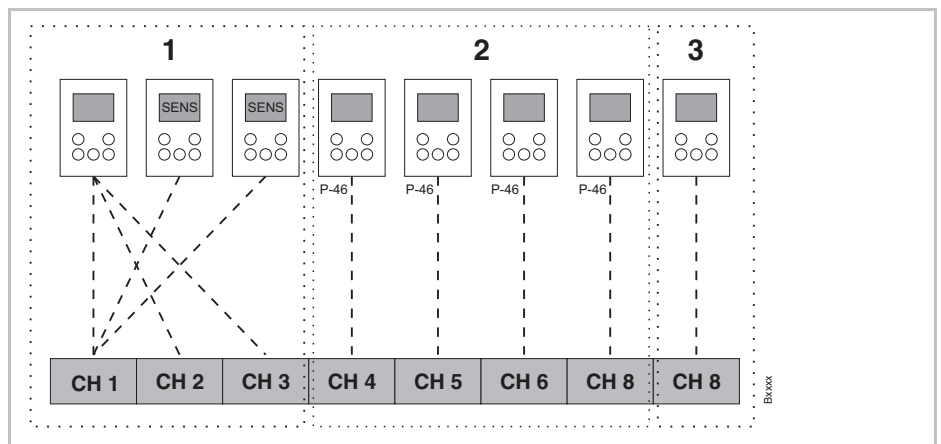 1 2 3
SENS SENS
P-46 P-46 P-46 P-46
CH 1 CH 2 CH 3 CH 4 CH 5 CH 6 CH 8 CH 8
Bxxxx